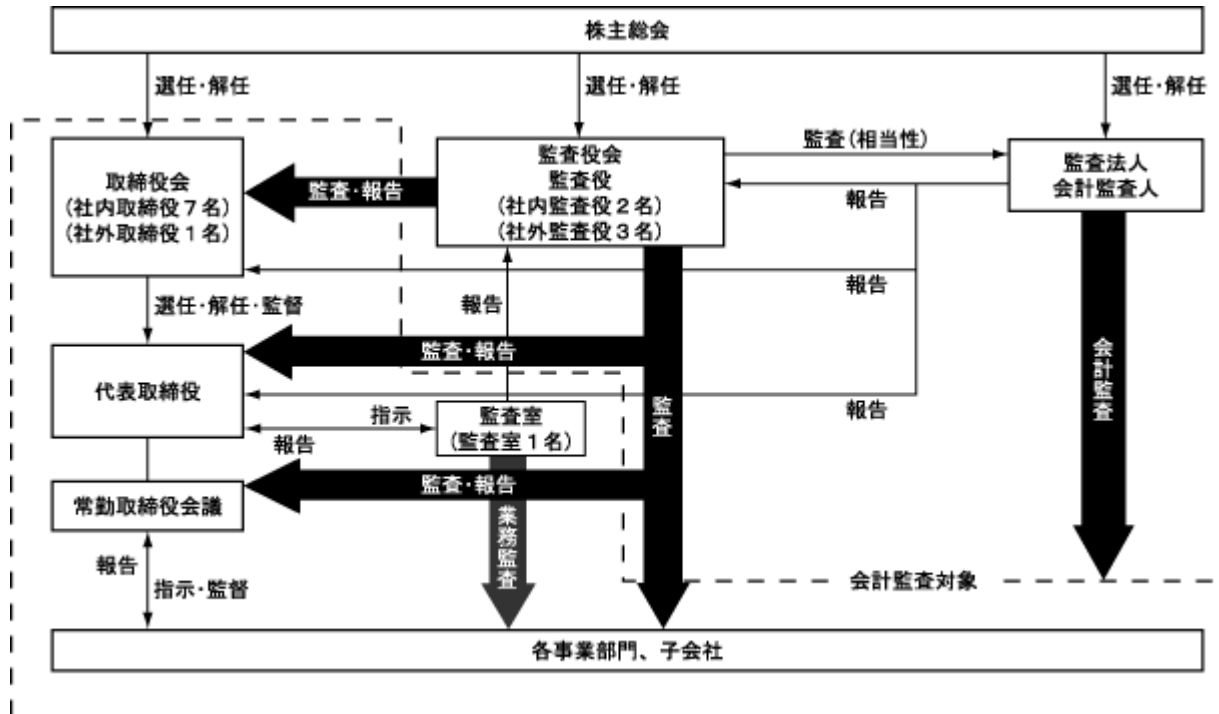 株主総会
選任・解任
選任・解任
選任・解任
取締役会
(社内取締役7名)
(社外取締役1名)
監査・報告
監査役会
監査役
(社内監査役2名)
(社外監査役3名)
監査(相当性)
報告
監査法人
会計監査人
報告
選任・解任・監督
報告
監査・報告
代表取締役
報告
監査
会計監査
指示
報告
監査室
(監査室1名)
監査・報告
常勤取締役会議
業務監査
報告
指示・監督
会計監査対象
各事業部門、子会社